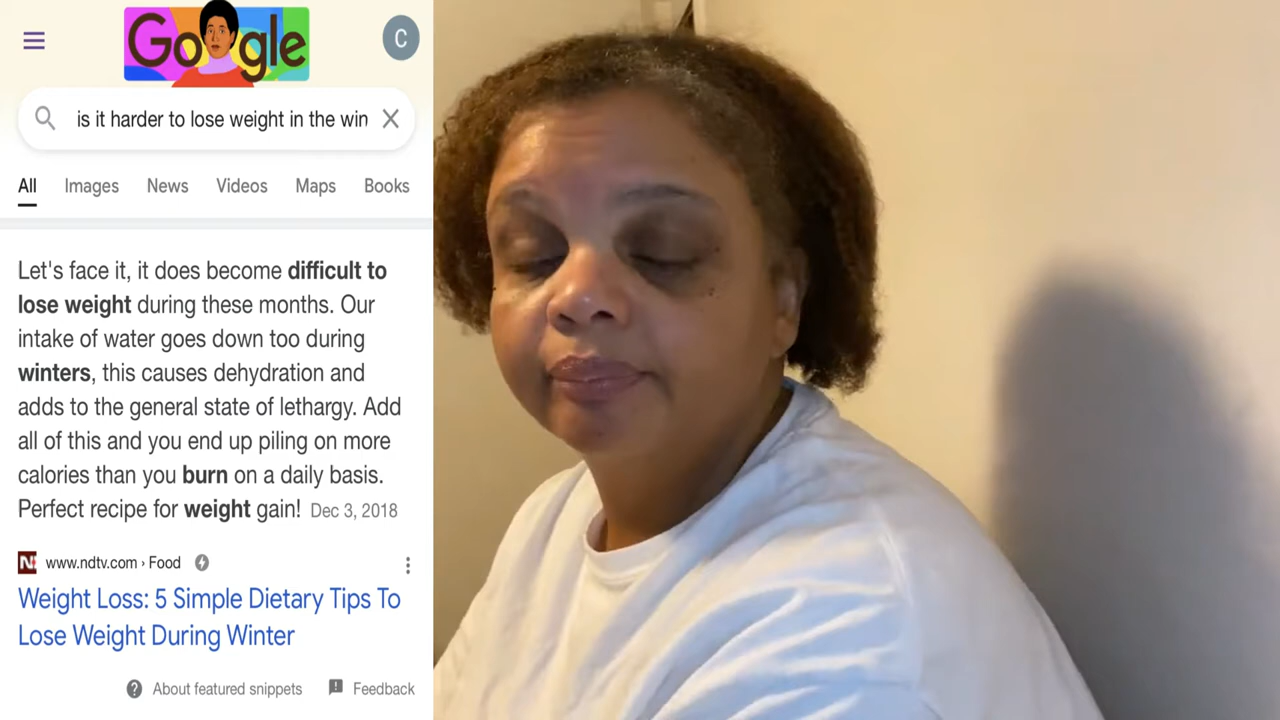 Google
C
is it harder to lose weight in the win
All Images News Videos Maps Books
Let's face it, it does become difficult to
lose weight during these months. Our
intake of water goes down too during
winters, this causes dehydration and
adds to the general state of lethargy. Add
all of this and you end up piling on more
calories than you burn on a daily basis.
Perfect recipe for weight gain! Dec 3, 2018
N www.ndtv.com › Food
Weight Loss: 5 Simple Dietary Tips To
Lose Weight During Winter
? About featured snippets ! Feedback